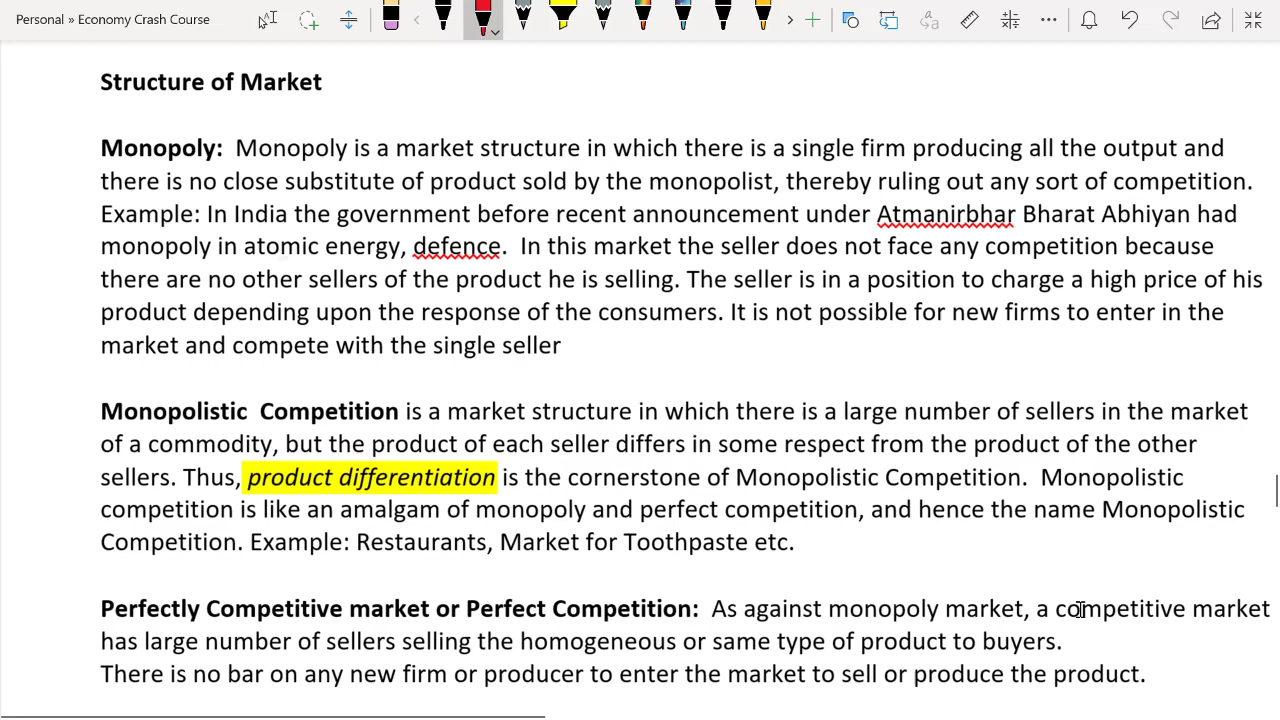 Personal » Economy Crash Course
Structure of Market
Monopoly: Monopoly is a market structure in which there is a single firm producing all the output and
there is no close substitute of product sold by the monopolist, thereby ruling out any sort of competition.
Example: In India the government before recent announcement under Atmanirbhar Bharat Abhiyan had
monopoly in atomic energy, defence. In this market the seller does not face any competition because
there are no other sellers of the product he is selling. The seller is in a position to charge a high price of his
product depending upon the response of the consumers. It is not possible for new firms to enter in the
market and compete with the single seller
Monopolistic Competition is a market structure in which there is a large number of sellers in the market
of a commodity, but the product of each seller differs in some respect from the product of the other
sellers. Thus, product differentiation is the cornerstone of Monopolistic Competition. Monopolistic
competition is like an amalgam of monopoly and perfect competition, and hence the name Monopolistic
Competition. Example: Restaurants, Market for Toothpaste etc.
Perfectly Competitive market or Perfect Competition: As against monopoly market, a competitive market
has large number of sellers selling the homogeneous or same type of product to buyers.
There is no bar on any new firm or producer to enter the market to sell or produce the product.